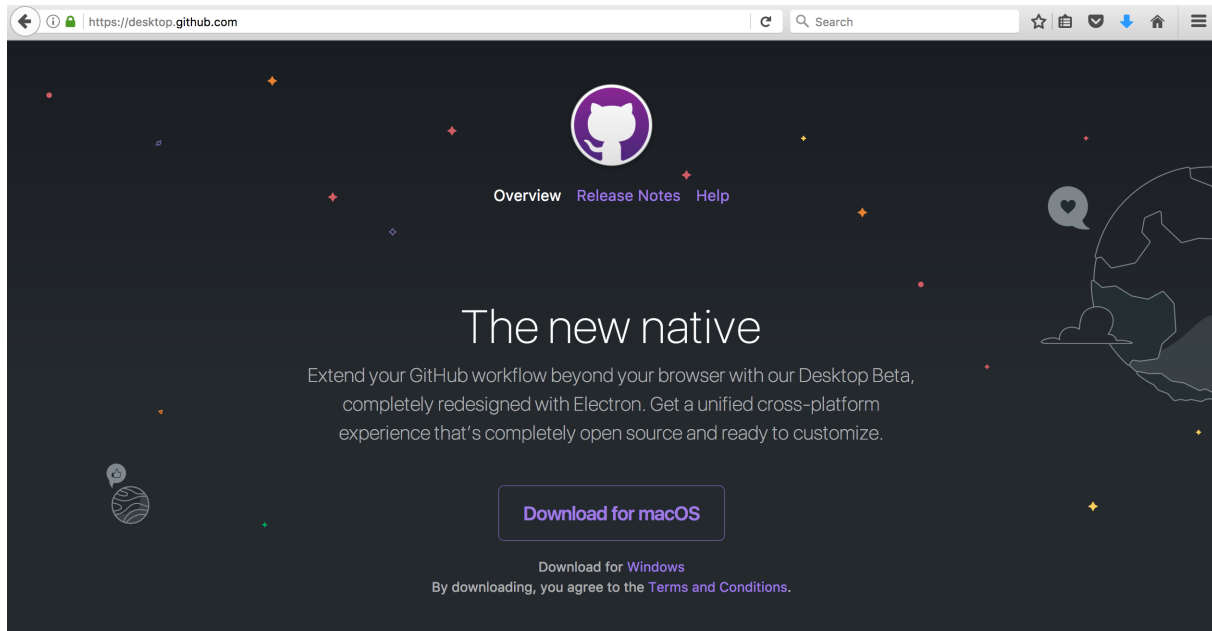 https://desktop.github.com
Search
Overview Release Notes Help
The new native
Extend your GitHub workflow beyond your browser with our Desktop Beta,
completely redesigned with Electron. Get a unified cross-platform
experience that's completely open source and ready to customize.
Download for macOS
Download for Windows
By downloading, you agree to the Terms and Conditions.